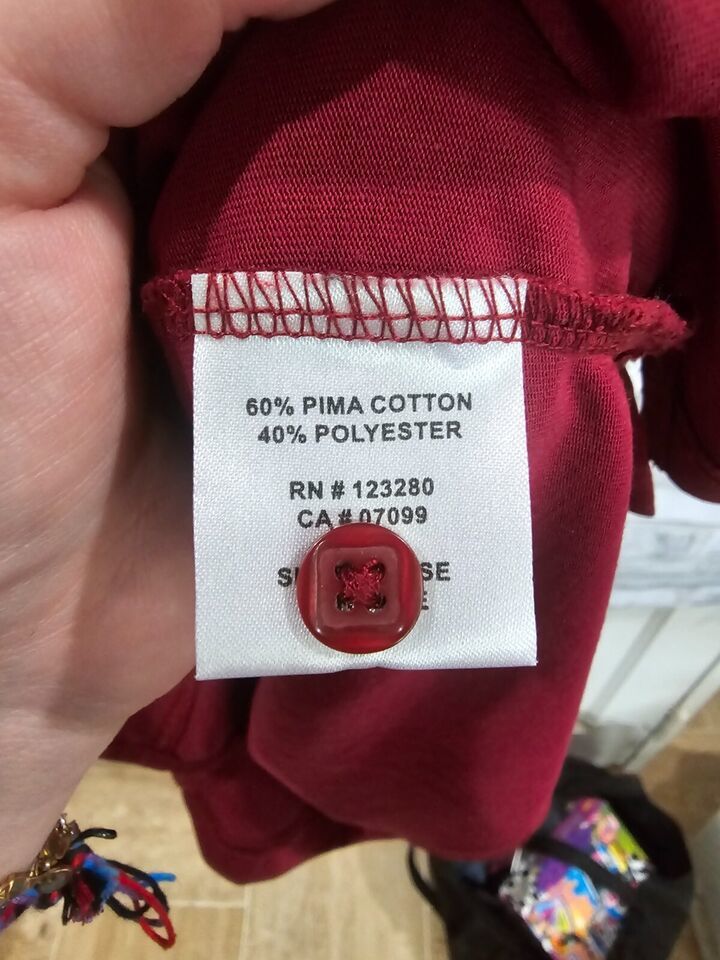 60% PIMA COTTON
40% POLYESTER
RN # 123280
CA # 07099